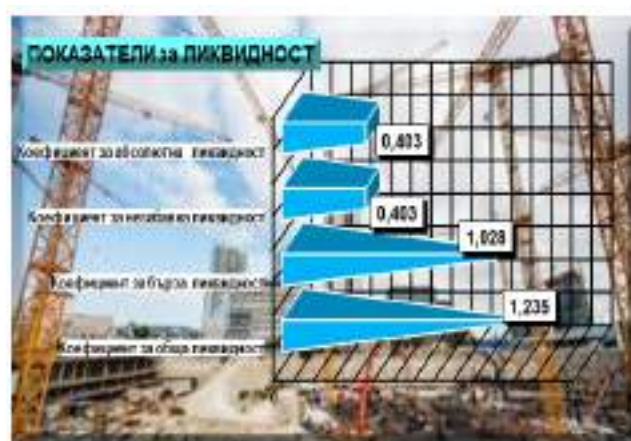 ПОКАЗАТЕЛИ за ЛИКВИДНОСТ
Коефициент за абсолютна ликвидност
0,403
Коефициент за незабавна ликвидност
0,403
Коефициент за бърза ликвидност
1,028
Коефициент за обща ликвидност
1,235